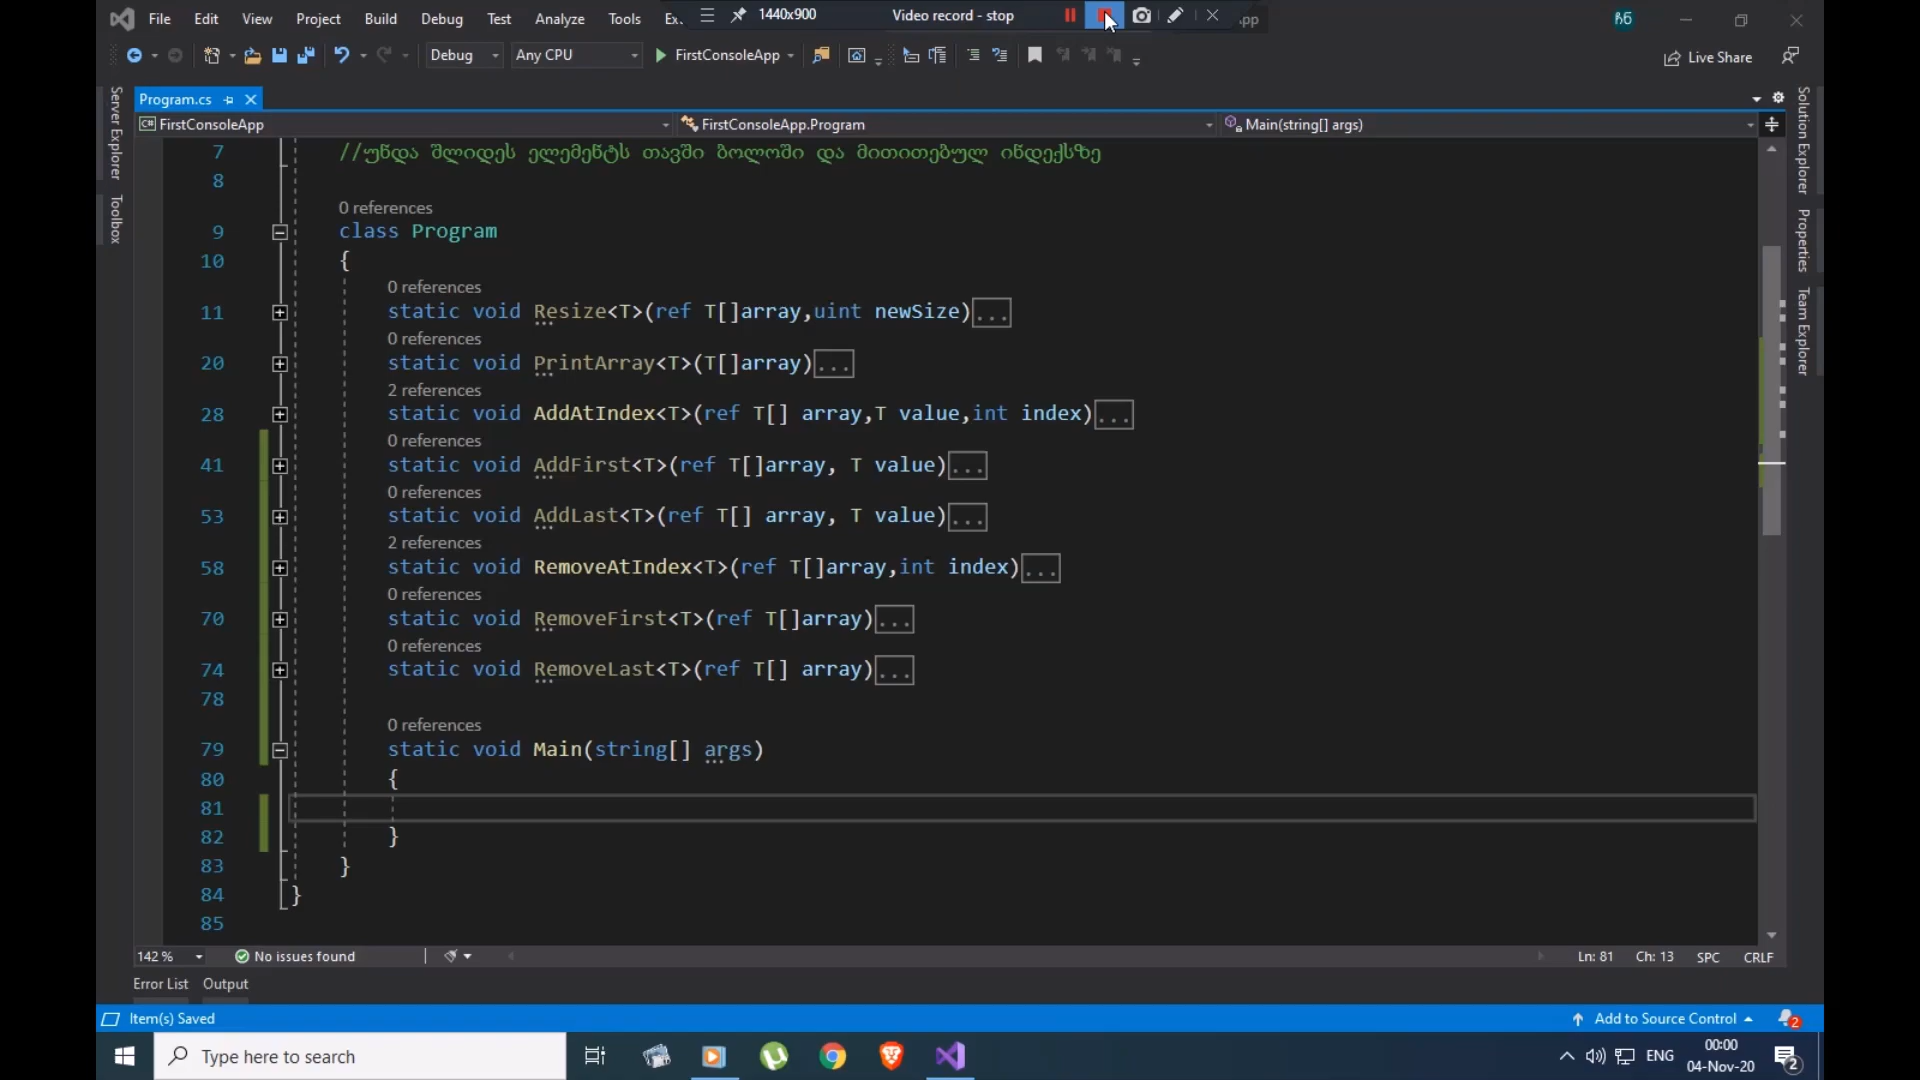 File Edit View Project Build Debug Test Analyze Tools Ex. 1440x900 Video record - stop pp ჩნ
Debug Any CPU FirstConsoleApp Live Share
Program.cs
FirstConsoleApp FirstConsoleApp.Program Main(string[] args)
Server Explorer
Toolbox
Solution Explorer
Properties
Team Explorer
7 //უნდა შლიდეს ელემენტს თავში ბოლოში და მითითებულ ინდექსზე
8
0 references
9 class Program
10 {
0 references
11 static void Resize<T>(ref T[]array,uint newSize)...
0 references
20 static void PrintArray<T>(T[]array)...
2 references
28 static void AddAtIndex<T>(ref T[] array,T value,int index)...
0 references
41 static void AddFirst<T>(ref T[]array, T value)...
0 references
53 static void AddLast<T>(ref T[] array, T value)...
2 references
58 static void RemoveAtIndex<T>(ref T[]array,int index)...
0 references
70 static void RemoveFirst<T>(ref T[]array)...
0 references
74 static void RemoveLast<T>(ref T[] array)...
78
0 references
79 static void Main(string[] args)
80 {
81
82 }
83 }
84 }
85
142 % No issues found Ln: 81 Ch: 13 SPC CRLF
Error List Output
Item(s) Saved Add to Source Control 2
Type here to search ENG 00:00
04-Nov-20 2